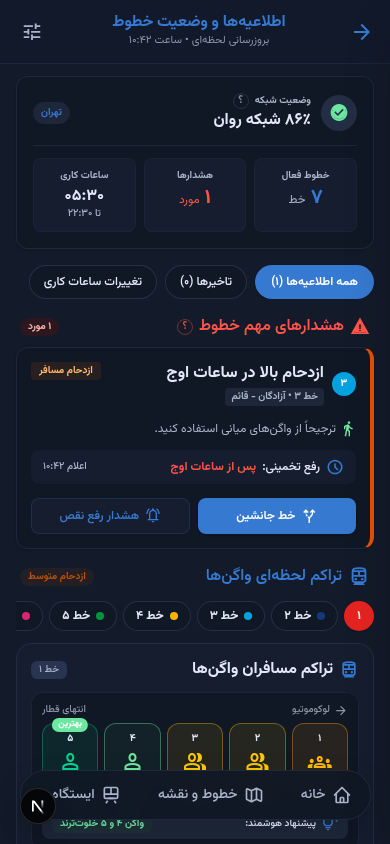 اطلاعیه‌ها و وضعیت خطوط
بروزرسانی لحظه‌ای • ساعت ۱۰:۴۲
وضعیت شبکه ؟
۸۶٪ شبکه روان
تهران
خطوط فعال
۷ خط
هشدارها
۱ مورد
ساعات کاری
۰۵:۳۰
تا ۲۲:۳۰
همه اطلاعیه‌ها (۱)
تاخیرها (۰)
تغییرات ساعات کاری
هشدارهای مهم خطوط ؟
۱ مورد
۳
ازدحام بالا در ساعات اوج
خط ۳ • آزادگان - قائم
ازدحام مسافر
ترجیحاً از واگن‌های میانی استفاده کنید.
رفع تخمینی: پس از ساعات اوج
اعلام ۱۰:۴۲
خط جانشین
هشدار رفع نقص
تراکم لحظه‌ای واگن‌ها
ازدحام متوسط
۱
خط ۲
خط ۳
خط ۴
خط ۵
تراکم مسافران واگن‌ها
خط ۱
لوکوموتیو
انتهای قطار
بهترین
۱
۲
۳
۴
۵
خانه
خطوط و نقشه
ایستگاه
N
پیشنهاد هوشمند:
واگن ۴ و ۵ خلوت‌ترند